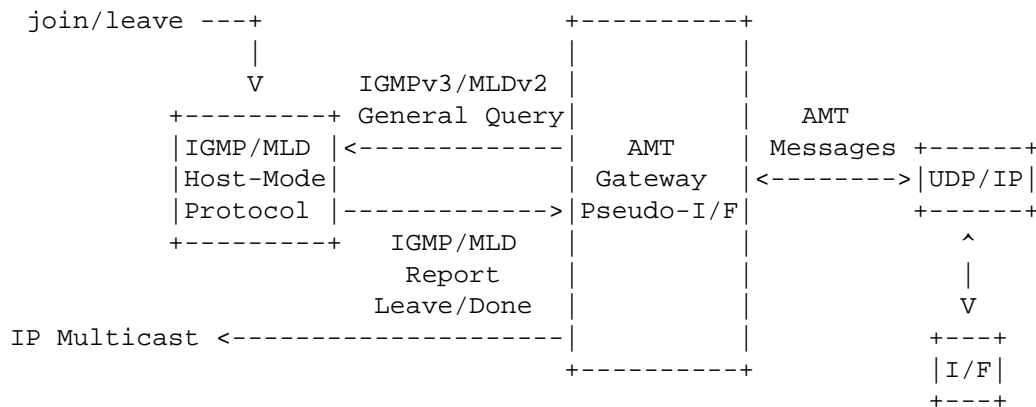 join/leave ---+ +----------+
| | |
V IGMPv3/MLDv2 | |
+---------+ General Query| | AMT
|IGMP/MLD |<-------------| AMT | Messages +------+
|Host-Mode| | Gateway |<-------->|UDP/IP|
|Protocol |------------->|Pseudo-I/F| +------+
+---------+ IGMP/MLD | | ^
Report | | |
Leave/Done | | V
IP Multicast <---------------------| | +---+
+----------+ |I/F|
+---+